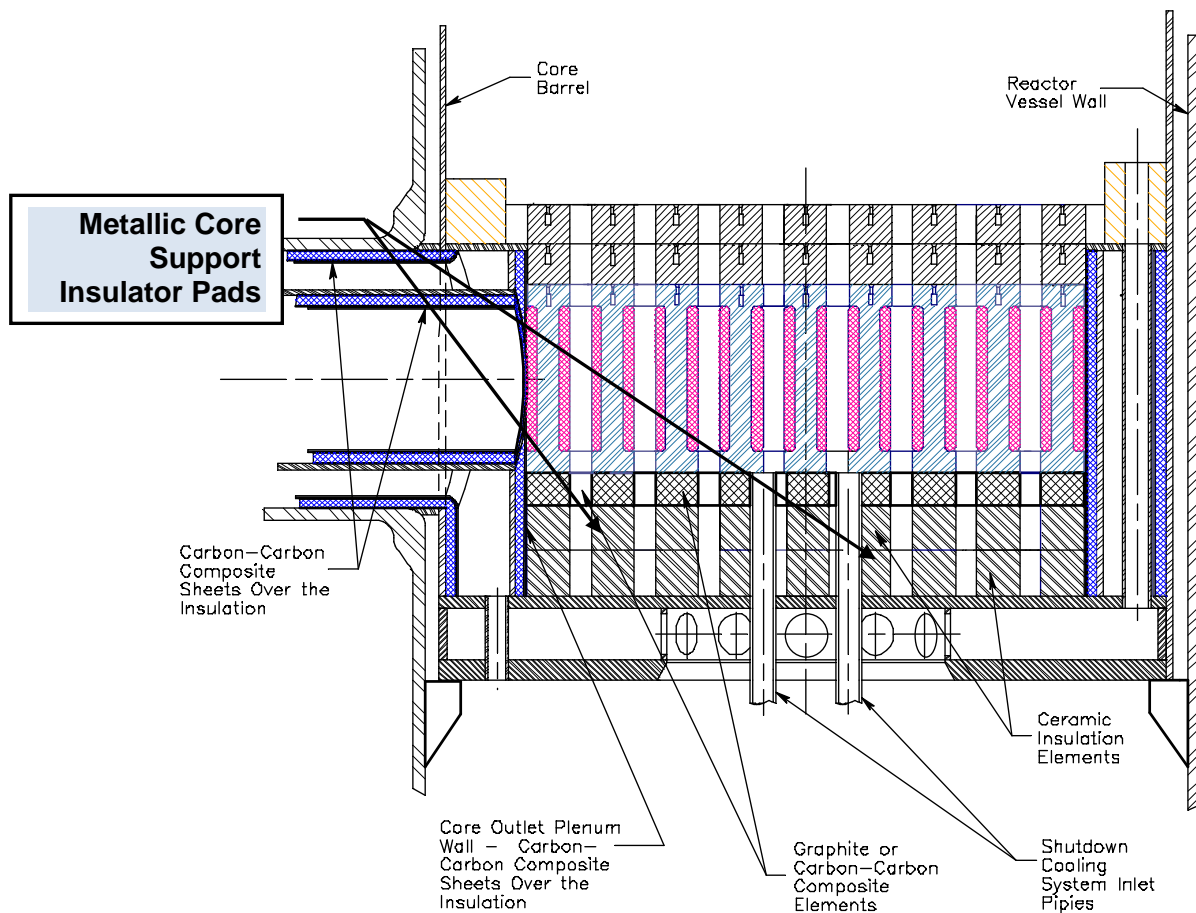 Core
Barrel
Reactor
Vessel Wall
Metallic Core
Support
Insulator Pads
Carbon-Carbon
Composite
Sheets Over the
Insulation
Ceramic
Insulation
Elements
Core Outlet Plenum
Wall - Carbon-
Carbon Composite
Sheets Over the
Insulation
Graphite or
Carbon-Carbon
Composite
Elements
Shutdown
Cooling
System Inlet
Pipies